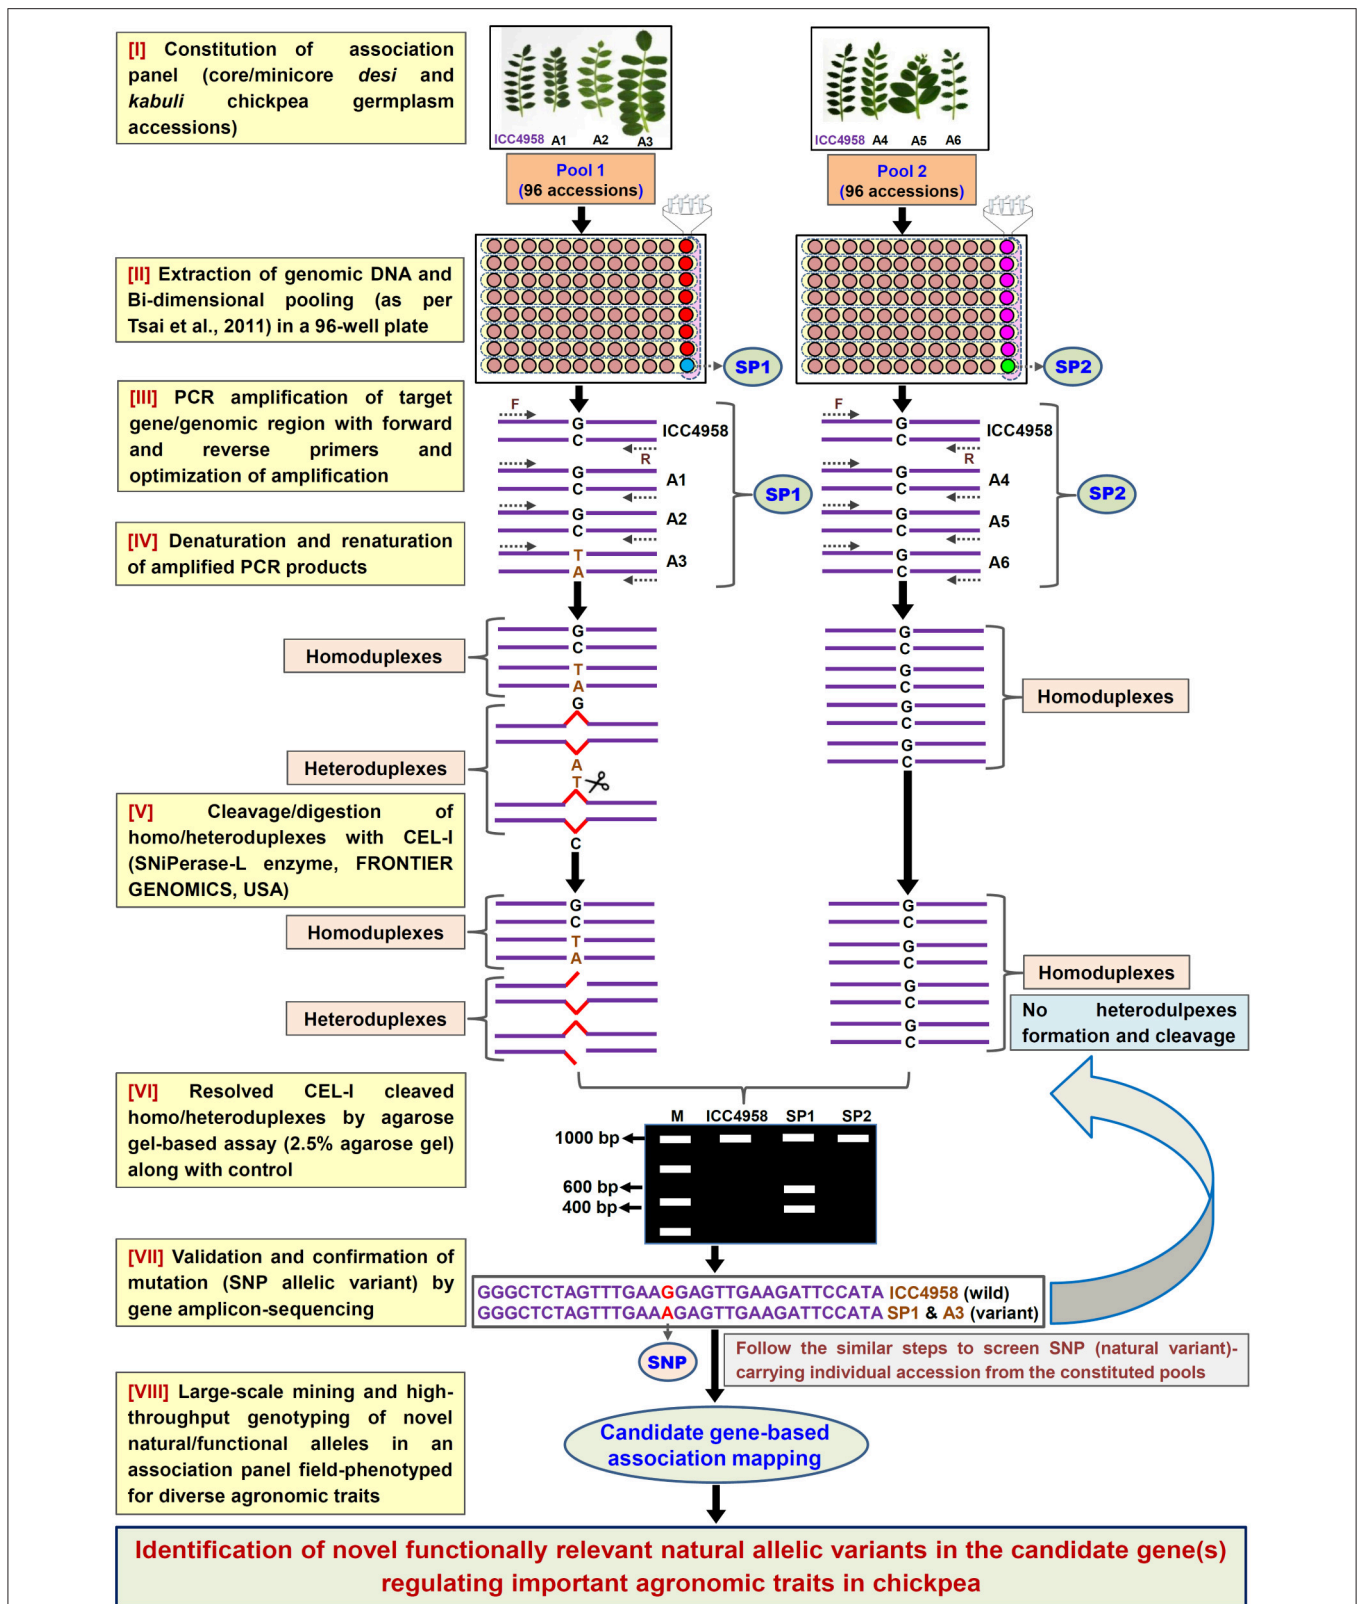 [I] Constitution of association
panel (core/minicore desi and
kabuli chickpea germplasm
accessions)
ICC4958 A1 A2 A3
ICC4958 A4 A5 A6
Pool 1
(96 accessions)
Pool 2
(96 accessions)
[II] Extraction of genomic DNA and
Bi-dimensional pooling (as per
Tsai et al., 2011) in a 96-well plate
SP1
SP2
[III] PCR amplification of target
gene/genomic region with forward
and reverse primers and
optimization of amplification
F
G
C
ICC4958
R
G
C
A1
G
C
A2
T
A
A3
SP1
F
G
C
ICC4958
R
G
C
A4
G
C
A5
G
C
A6
SP2
[IV] Denaturation and renaturation
of amplified PCR products
Homoduplexes
G
C
T
A
Heteroduplexes
G
A
T
C
G
C
G
C
G
C
G
C
Homoduplexes
[V] Cleavage/digestion of
homo/heteroduplexes with CEL-I
(SNiPerase-L enzyme, FRONTIER
GENOMICS, USA)
Homoduplexes
G
C
T
A
Heteroduplexes
G
C
G
C
G
C
G
C
Homoduplexes
No heterodulpexes
formation and cleavage
[VI] Resolved CEL-I cleaved
homo/heteroduplexes by agarose
gel-based assay (2.5% agarose gel)
along with control
M ICC4958 SP1 SP2
1000 bp
600 bp
400 bp
[VII] Validation and confirmation of
mutation (SNP allelic variant) by
gene amplicon-sequencing
GGGCTCTAGTTTGAAGGAGTTGAAGATTCCATA ICC4958 (wild)
GGGCTCTAGTTTGAAAGAGTTGAAGATTCCATA SP1 & A3 (variant)
SNP
Follow the similar steps to screen SNP (natural variant)-
carrying individual accession from the constituted pools
[VIII] Large-scale mining and high-
throughput genotyping of novel
natural/functional alleles in an
association panel field-phenotyped
for diverse agronomic traits
Candidate gene-based
association mapping
Identification of novel functionally relevant natural allelic variants in the candidate gene(s)
regulating important agronomic traits in chickpea